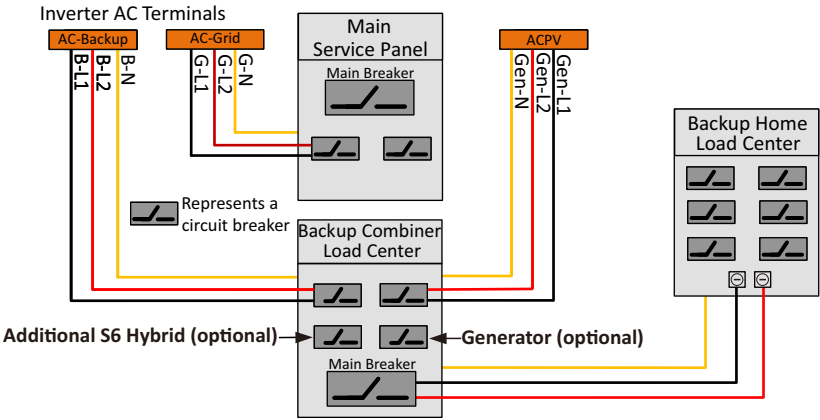 Inverter AC Terminals
AC-Backup
AC-Grid
B-L1
B-L2
B-N
G-L1
G-L2
G-N
Main
Service Panel
Main Breaker
ACPV
Gen-N
Gen-L2
Gen-L1
Backup Home
Load Center
Represents a
circuit breaker
Backup Combiner
Load Center
Additional S6 Hybrid (optional)
Generator (optional)
Main Breaker